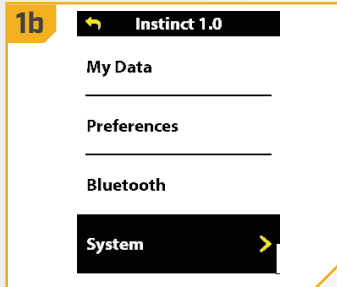 1b
Instinct 1.0
My Data
Preferences
Bluetooth
System